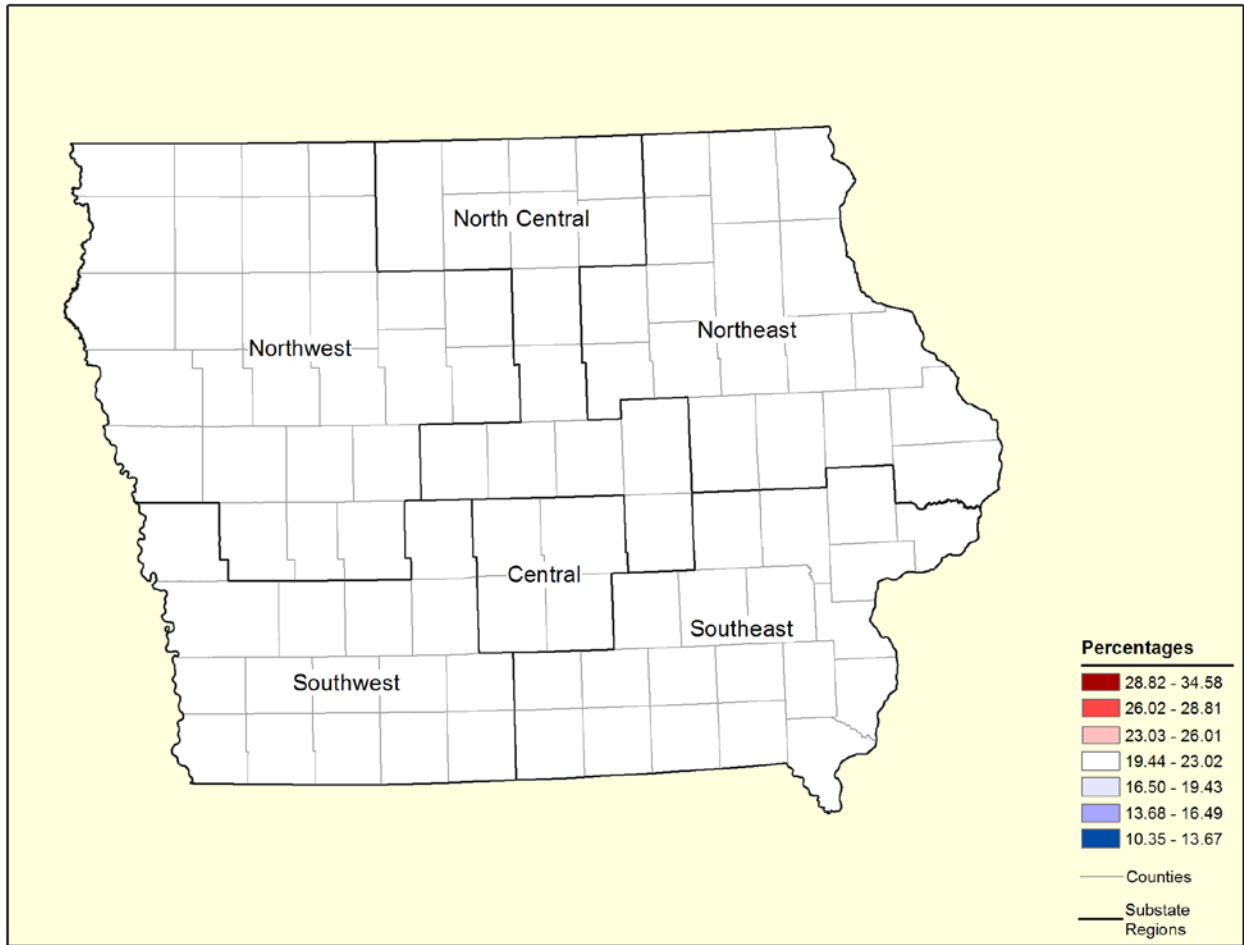 North Central
Northeast
Northwest
Central
Southeast
Southwest
Percentages
28.82 - 34.58
26.02 - 28.81
23.03 - 26.01
19.44 - 23.02
16.50 - 19.43
13.68 - 16.49
10.35 - 13.67
Counties
Substate
Regions